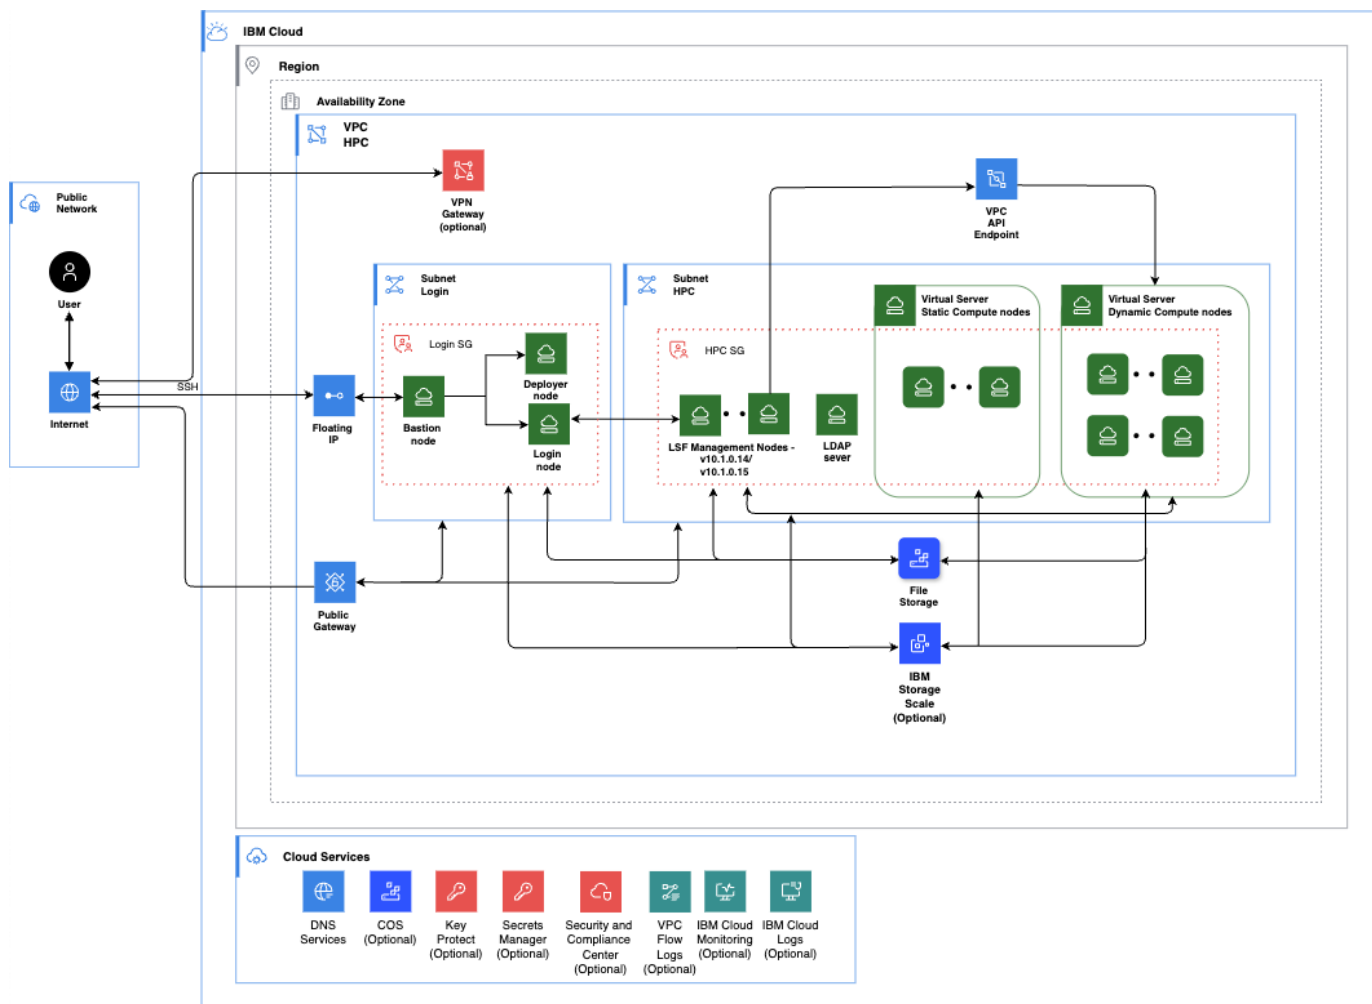 IBM Cloud
Region
Availability Zone
VPC
HPC
Public
Network
User
Internet
SSH
VPN
Gateway
(optional)
VPC
API
Endpoint
Subnet
Login
Login SG
Deployer
node
Bastion
node
Login
node
Floating
IP
Public
Gateway
Subnet
HPC
HPC SG
LSF Management Nodes -
v10.1.0.14/
v10.1.0.15
LDAP
sever
Virtual Server
Static Compute nodes
Virtual Server
Dynamic Compute nodes
File
Storage
IBM
Storage
Scale
(Optional)
Cloud Services
DNS
Services
COS
(Optional)
Key
Protect
(Optional)
Secrets
Manager
(Optional)
Security and
Compliance
Center
(Optional)
VPC
Flow
Logs
(Optional)
IBM Cloud
Monitoring
(Optional)
IBM Cloud
Logs
(Optional)